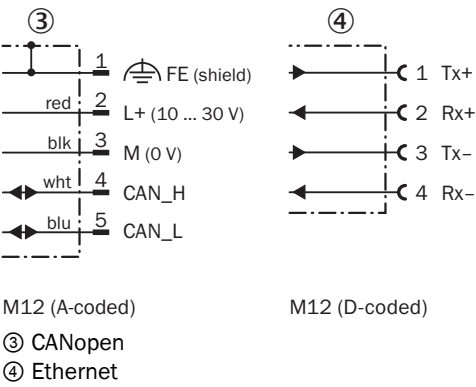 ③ ④
1 FE (shield)
red 2 L+ (10 ... 30 V)
blk 3 M (0 V)
wht 4 CAN_H
blu 5 CAN_L
1 Tx+
2 Rx+
3 Tx–
4 Rx–
M12 (A-coded)
M12 (D-coded)
③ CANopen
④ Ethernet